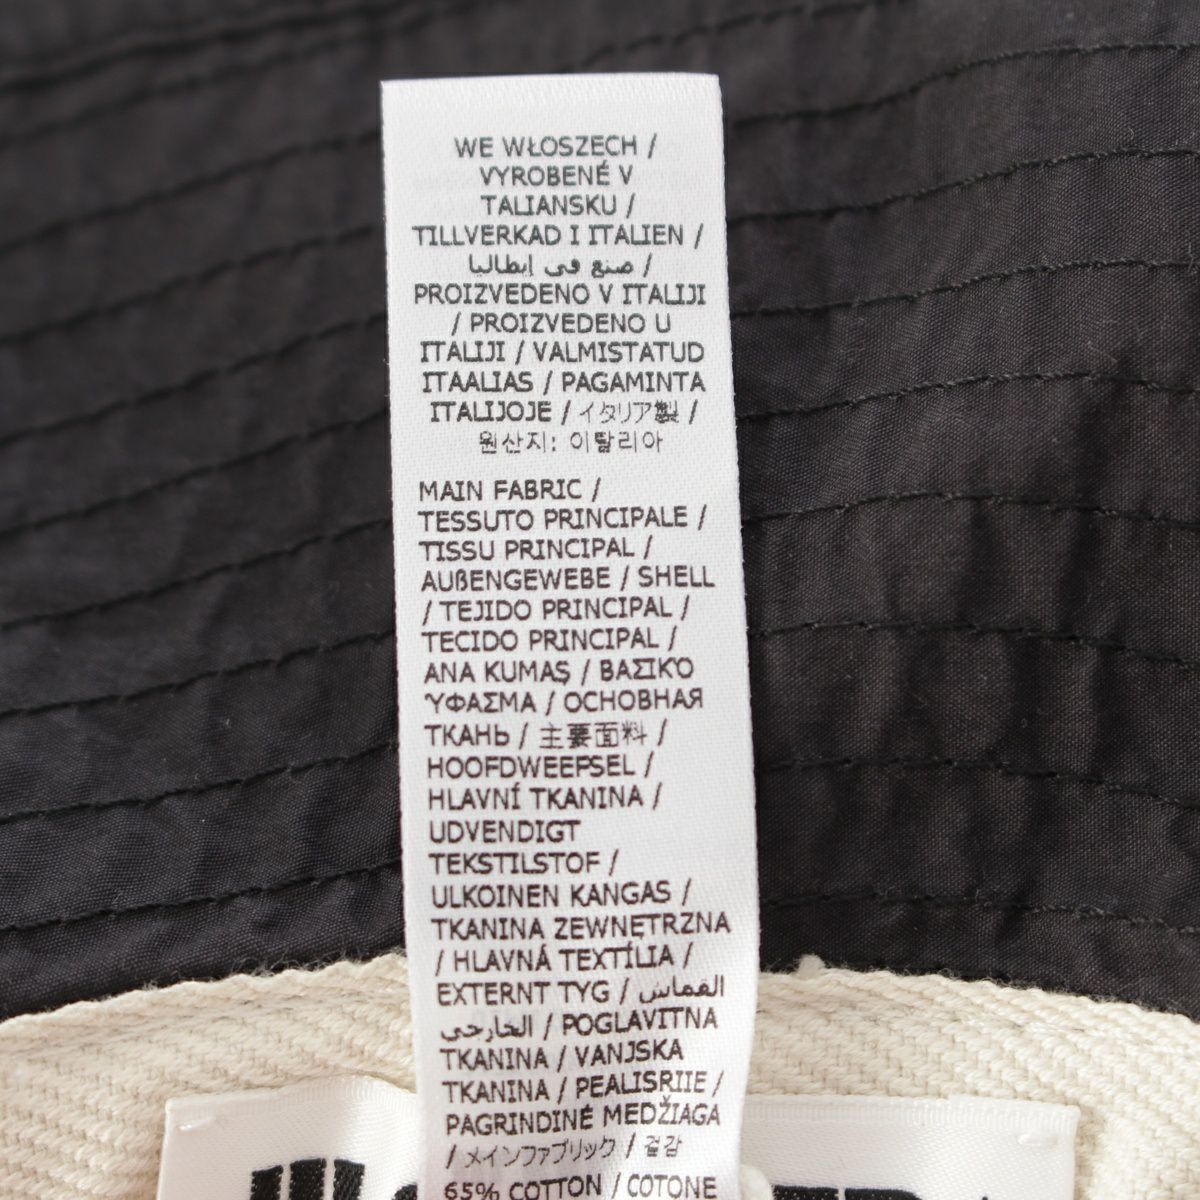 WE WŁOSZECH /
VYROBENÉ V
TALIANSKU /
TILLVERKAD I ITALIEN /
صنع في إيطاليا /
PROIZVEDENO V ITALIJI
/ PROIZVEDENO U
ITALIJI / VALMISTATUD
ITAALIAS / PAGAMINTA
ITALIJOJE / イタリア製 /
원산지: 이탈리아
MAIN FABRIC /
TESSUTO PRINCIPALE /
TISSU PRINCIPAL /
AUßENGEWEBE / SHELL
/ TEJIDO PRINCIPAL /
TECIDO PRINCIPAL /
ANA KUMAŞ / ΒΑΣΙΚΌ
ΎΦΑΣΜΑ / ОСНОВНАЯ
ТКАНЬ / 主要面料 /
HOOFDWEEPSEL /
HLAVNÍ TKANINA /
UDVENDIGT
TEKSTILSTOF /
ULKOINEN KANGAS /
TKANINA ZEWNĘTRZNA
/ HLAVNÁ TEXTÍLIA /
EXTERNT TYG / القماش
الخارجي / POGLAVITNA
TKANINA / VANJSKA
TKANINA / PEALISRIIE /
PAGRINDINĖ MEDŽIAGA
/ メインファブリック / 겉감
65% COTTON / COTONE